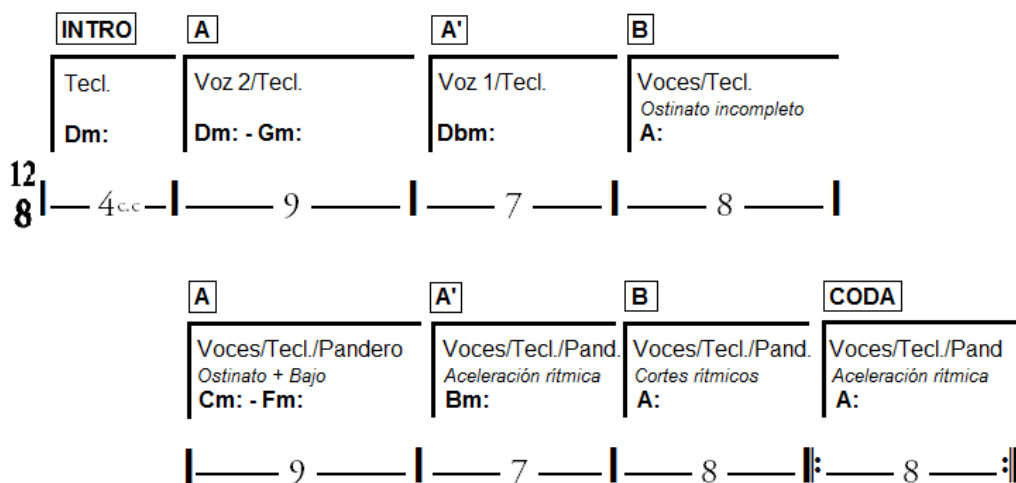 INTRO A A' B
Tecl. Voz 2/Tecl. Voz 1/Tecl. Voces/Tecl.
Ostinato incompleto
Dm: Dm: - Gm: Dbm: A:
12
8
4c.c 9 7 8
A A' B CODA
Voces/Tecl./Pandero Voces/Tecl./Pand. Voces/Tecl./Pand. Voces/Tecl./Pand
Ostinato + Bajo Aceleración rítmica Cortes rítmicos Aceleración rítmica
Cm: - Fm: Bm: A: A:
9 7 8 8